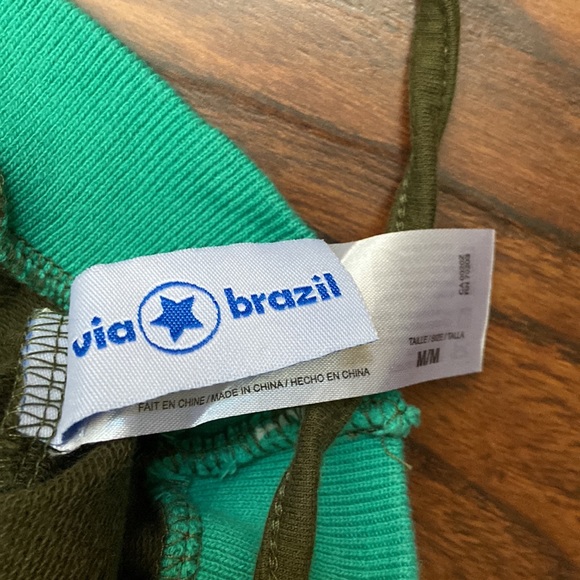 via brazil
TAILLE / SIZE / TALLA
M/M
FAIT EN CHINE / MADE IN CHINA / HECHO EN CHINA